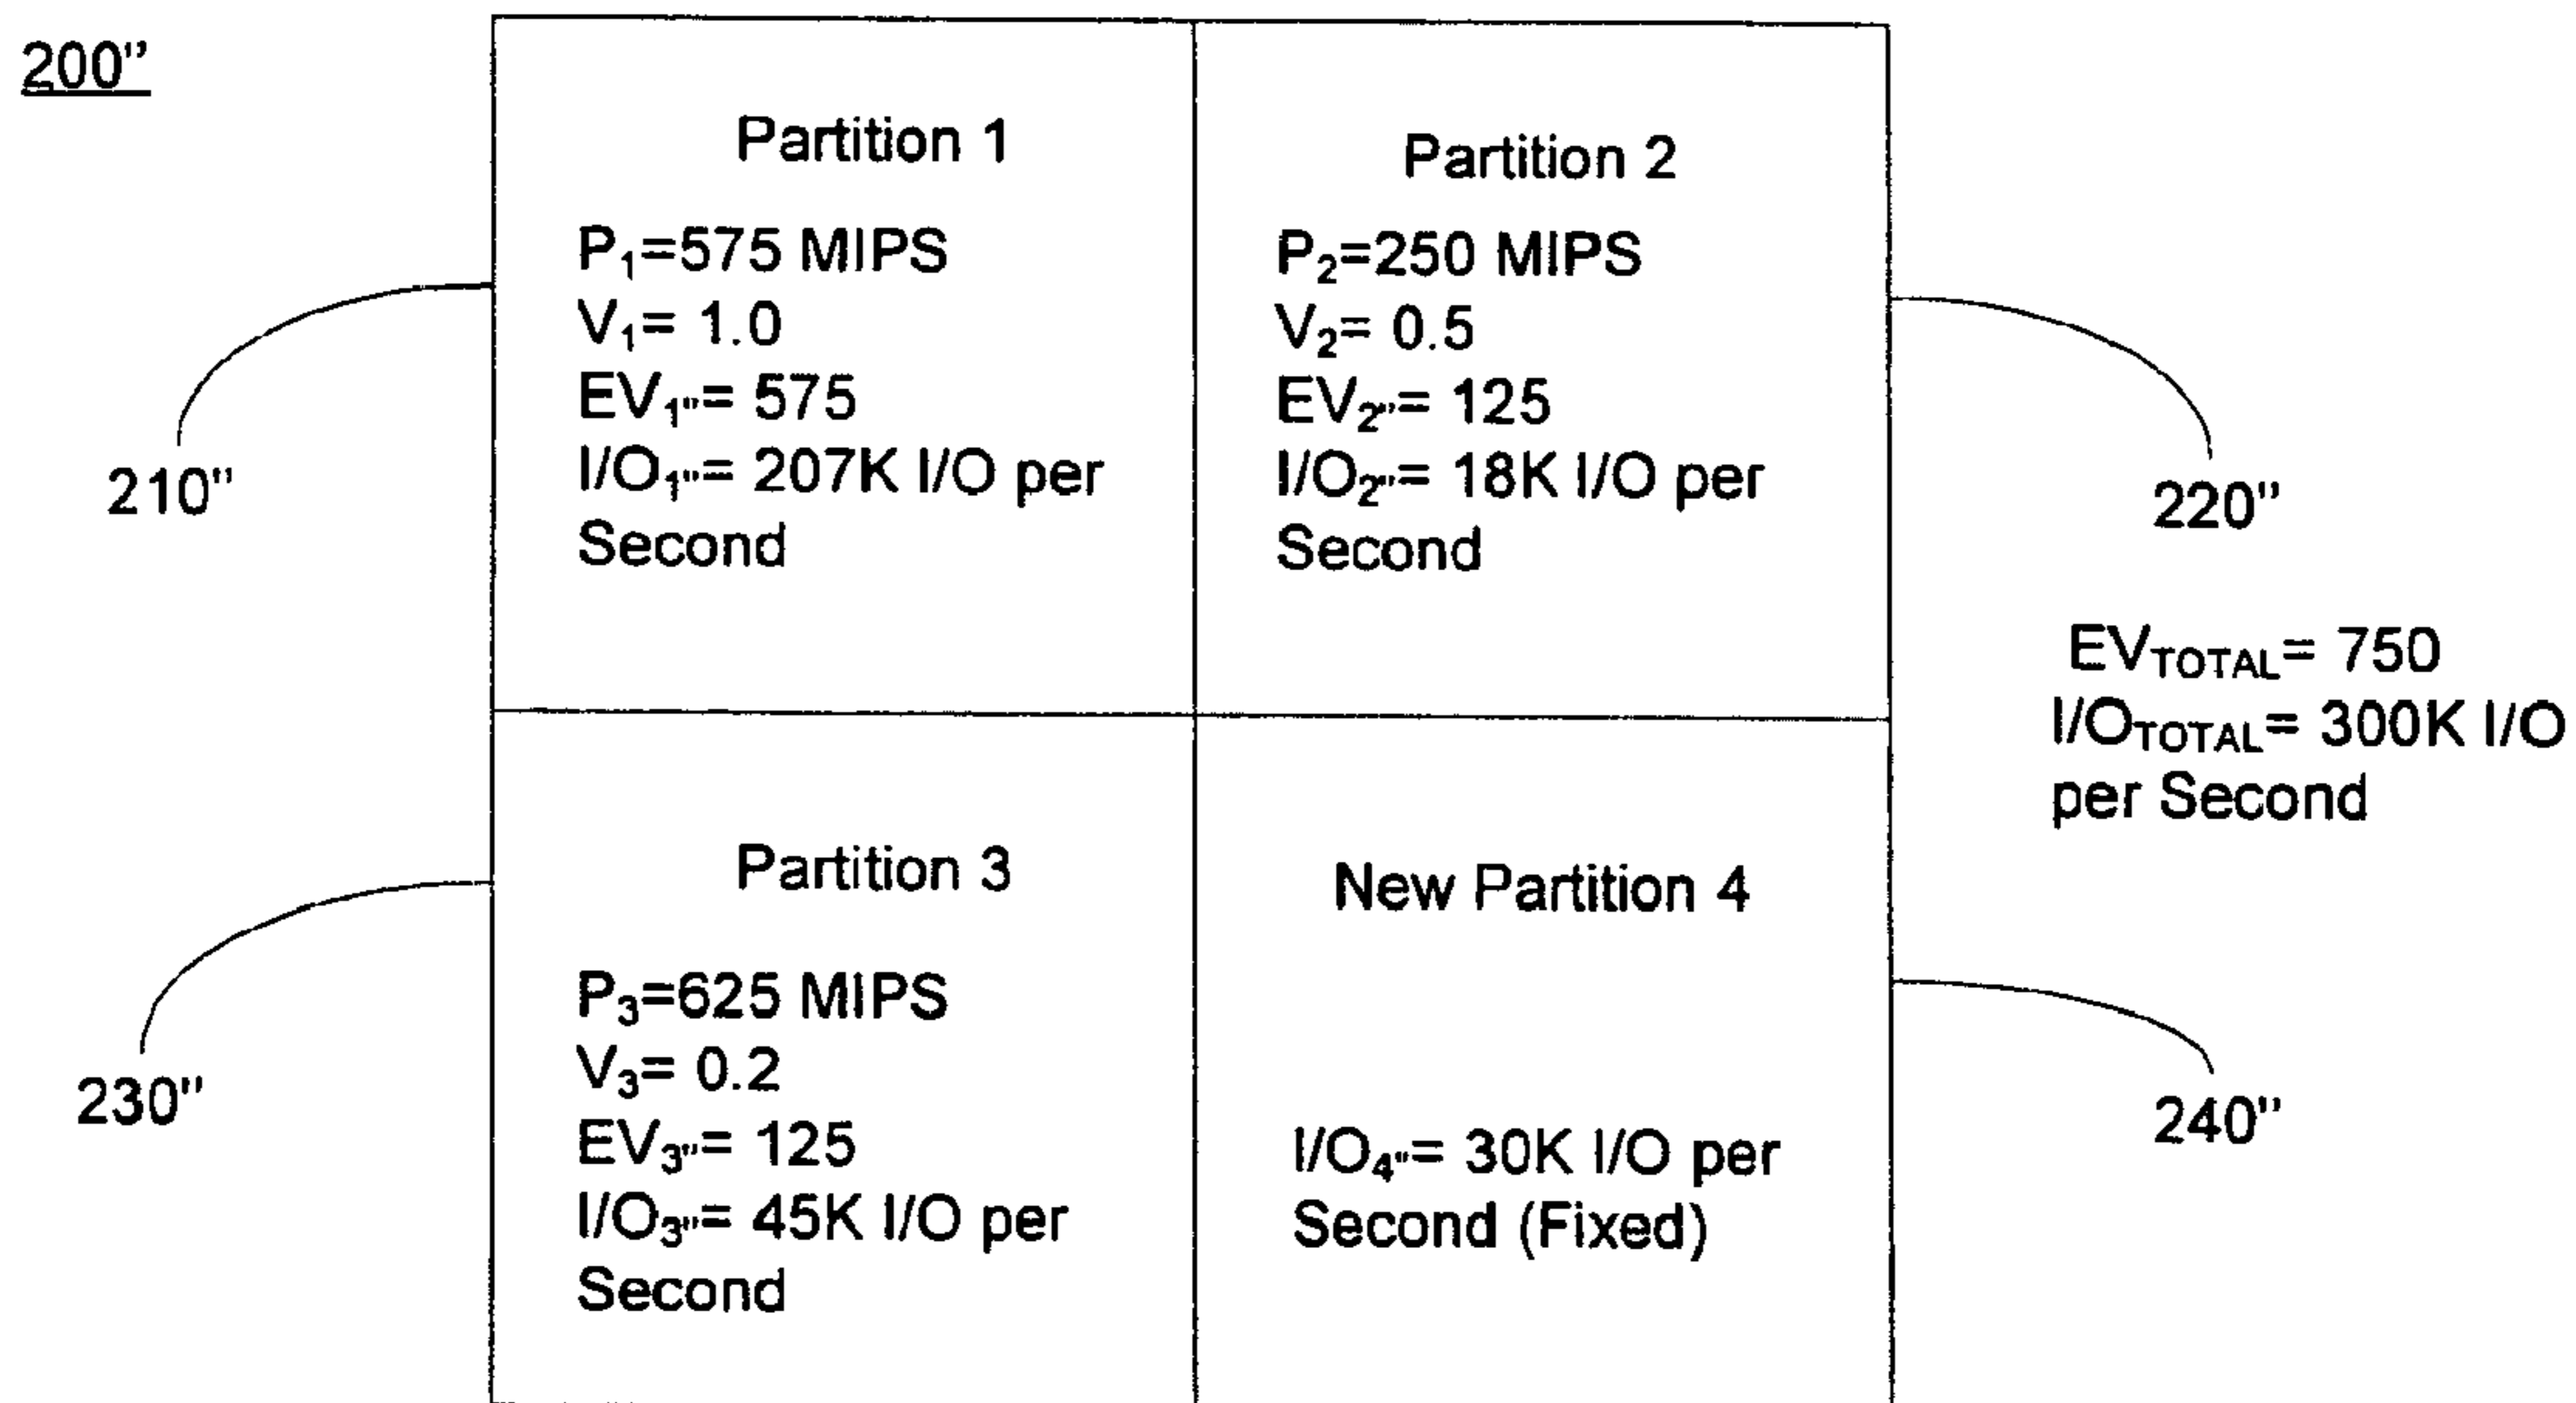 200"
Partition 1
P₁=575 MIPS
V₁= 1.0
EV₁"= 575
I/O₁"= 207K I/O per
Second
210"
Partition 2
P₂=250 MIPS
V₂= 0.5
EV₂"= 125
I/O₂"= 18K I/O per
Second
220"
EVTOTAL= 750
I/OTOTAL= 300K I/O
per Second
Partition 3
P₃=625 MIPS
V₃= 0.2
EV₃"= 125
I/O₃"= 45K I/O per
Second
230"
New Partition 4
I/O₄"= 30K I/O per
Second (Fixed)
240"